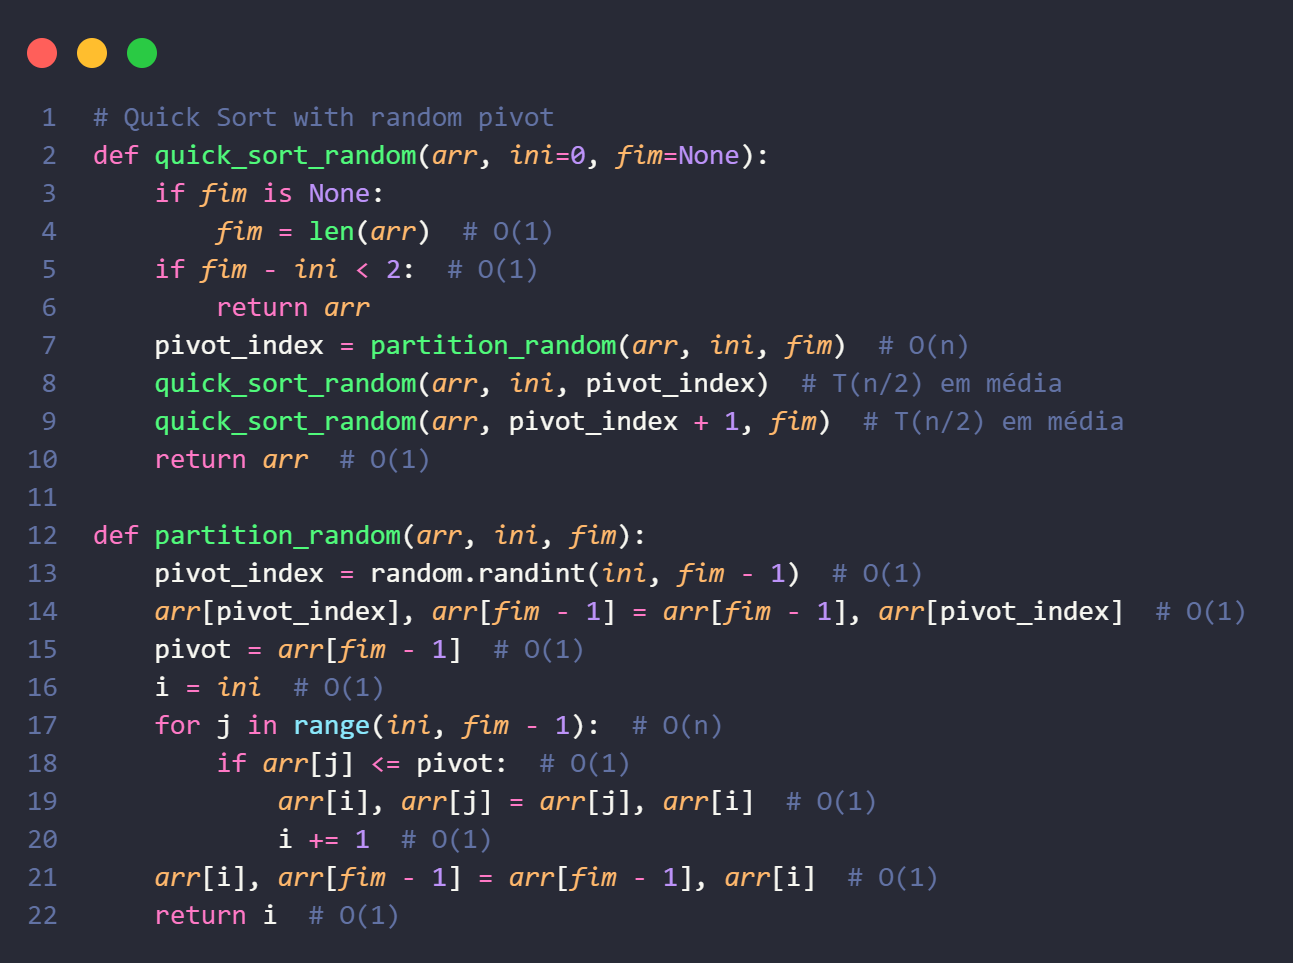 1 # Quick Sort with random pivot
2 def quick_sort_random(arr, ini=0, fim=None):
3     if fim is None:
4         fim = len(arr)  # O(1)
5     if fim - ini < 2:  # O(1)
6         return arr
7     pivot_index = partition_random(arr, ini, fim)  # O(n)
8     quick_sort_random(arr, ini, pivot_index)  # T(n/2) em média
9     quick_sort_random(arr, pivot_index + 1, fim)  # T(n/2) em média
10     return arr  # O(1)
11
12 def partition_random(arr, ini, fim):
13     pivot_index = random.randint(ini, fim - 1)  # O(1)
14     arr[pivot_index], arr[fim - 1] = arr[fim - 1], arr[pivot_index]  # O(1)
15     pivot = arr[fim - 1]  # O(1)
16     i = ini  # O(1)
17     for j in range(ini, fim - 1):  # O(n)
18         if arr[j] <= pivot:  # O(1)
19             arr[i], arr[j] = arr[j], arr[i]  # O(1)
20             i += 1  # O(1)
21     arr[i], arr[fim - 1] = arr[fim - 1], arr[i]  # O(1)
22     return i  # O(1)